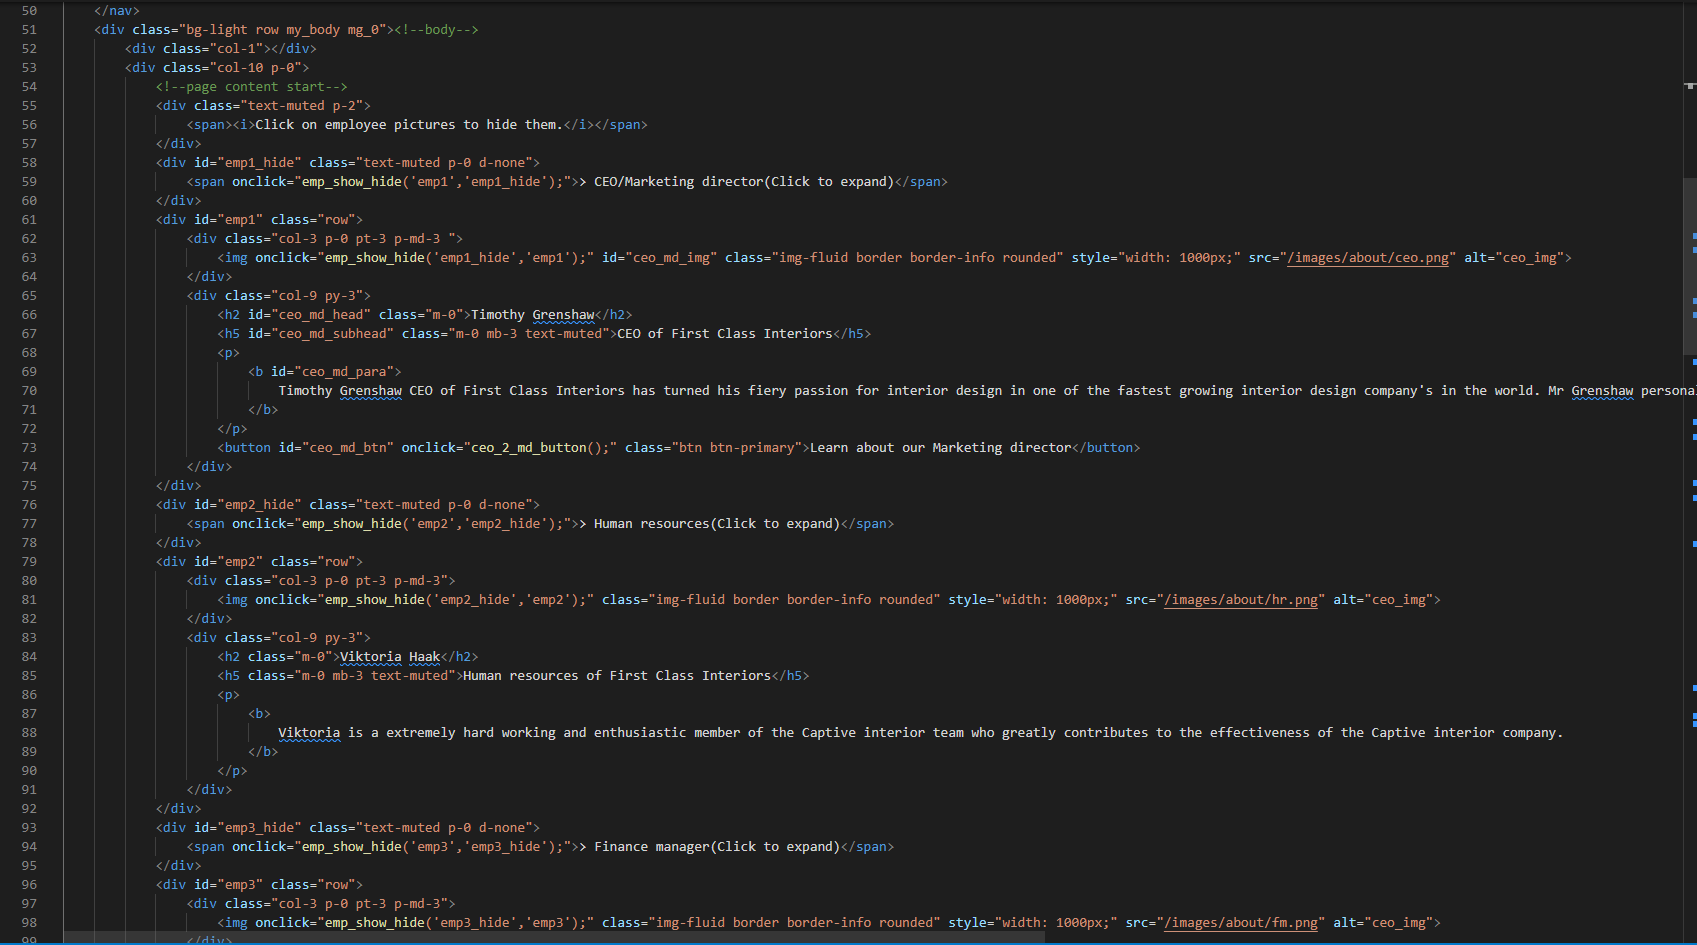 50 </nav>
51 <div class="bg-light row my_body mg_0"><!--body-->
52 <div class="col-1"></div>
53 <div class="col-10 p-0">
54 <!--page content start-->
55 <div class="text-muted p-2">
56 <span><i>Click on employee pictures to hide them.</i></span>
57 </div>
58 <div id="emp1_hide" class="text-muted p-0 d-none">
59 <span onclick="emp_show_hide('emp1','emp1_hide');">> CEO/Marketing director(Click to expand)</span>
60 </div>
61 <div id="emp1" class="row">
62 <div class="col-3 p-0 pt-3 p-md-3 ">
63 <img onclick="emp_show_hide('emp1_hide','emp1');" id="ceo_md_img" class="img-fluid border border-info rounded" style="width: 1000px;" src="/images/about/ceo.png" alt="ceo_img">
64 </div>
65 <div class="col-9 py-3">
66 <h2 id="ceo_md_head" class="m-0">Timothy Grenshaw</h2>
67 <h5 id="ceo_md_subhead" class="m-0 mb-3 text-muted">CEO of First Class Interiors</h5>
68 <p>
69 <b id="ceo_md_para">
70 Timothy Grenshaw CEO of First Class Interiors has turned his fiery passion for interior design in one of the fastest growing interior design company's in the world. Mr Grenshaw persona
71 </b>
72 </p>
73 <button id="ceo_md_btn" onclick="ceo_2_md_button();" class="btn btn-primary">Learn about our Marketing director</button>
74 </div>
75 </div>
76 <div id="emp2_hide" class="text-muted p-0 d-none">
77 <span onclick="emp_show_hide('emp2','emp2_hide');">> Human resources(Click to expand)</span>
78 </div>
79 <div id="emp2" class="row">
80 <div class="col-3 p-0 pt-3 p-md-3">
81 <img onclick="emp_show_hide('emp2_hide','emp2');" class="img-fluid border border-info rounded" style="width: 1000px;" src="/images/about/hr.png" alt="ceo_img">
82 </div>
83 <div class="col-9 py-3">
84 <h2 class="m-0">Viktoria Haak</h2>
85 <h5 class="m-0 mb-3 text-muted">Human resources of First Class Interiors</h5>
86 <p>
87 <b>
88 Viktoria is a extremely hard working and enthusiastic member of the Captive interior team who greatly contributes to the effectiveness of the Captive interior company.
89 </b>
90 </p>
91 </div>
92 </div>
93 <div id="emp3_hide" class="text-muted p-0 d-none">
94 <span onclick="emp_show_hide('emp3','emp3_hide');">> Finance manager(Click to expand)</span>
95 </div>
96 <div id="emp3" class="row">
97 <div class="col-3 p-0 pt-3 p-md-3">
98 <img onclick="emp_show_hide('emp3_hide','emp3');" class="img-fluid border border-info rounded" style="width: 1000px;" src="/images/about/fm.png" alt="ceo_img">
99 </div>